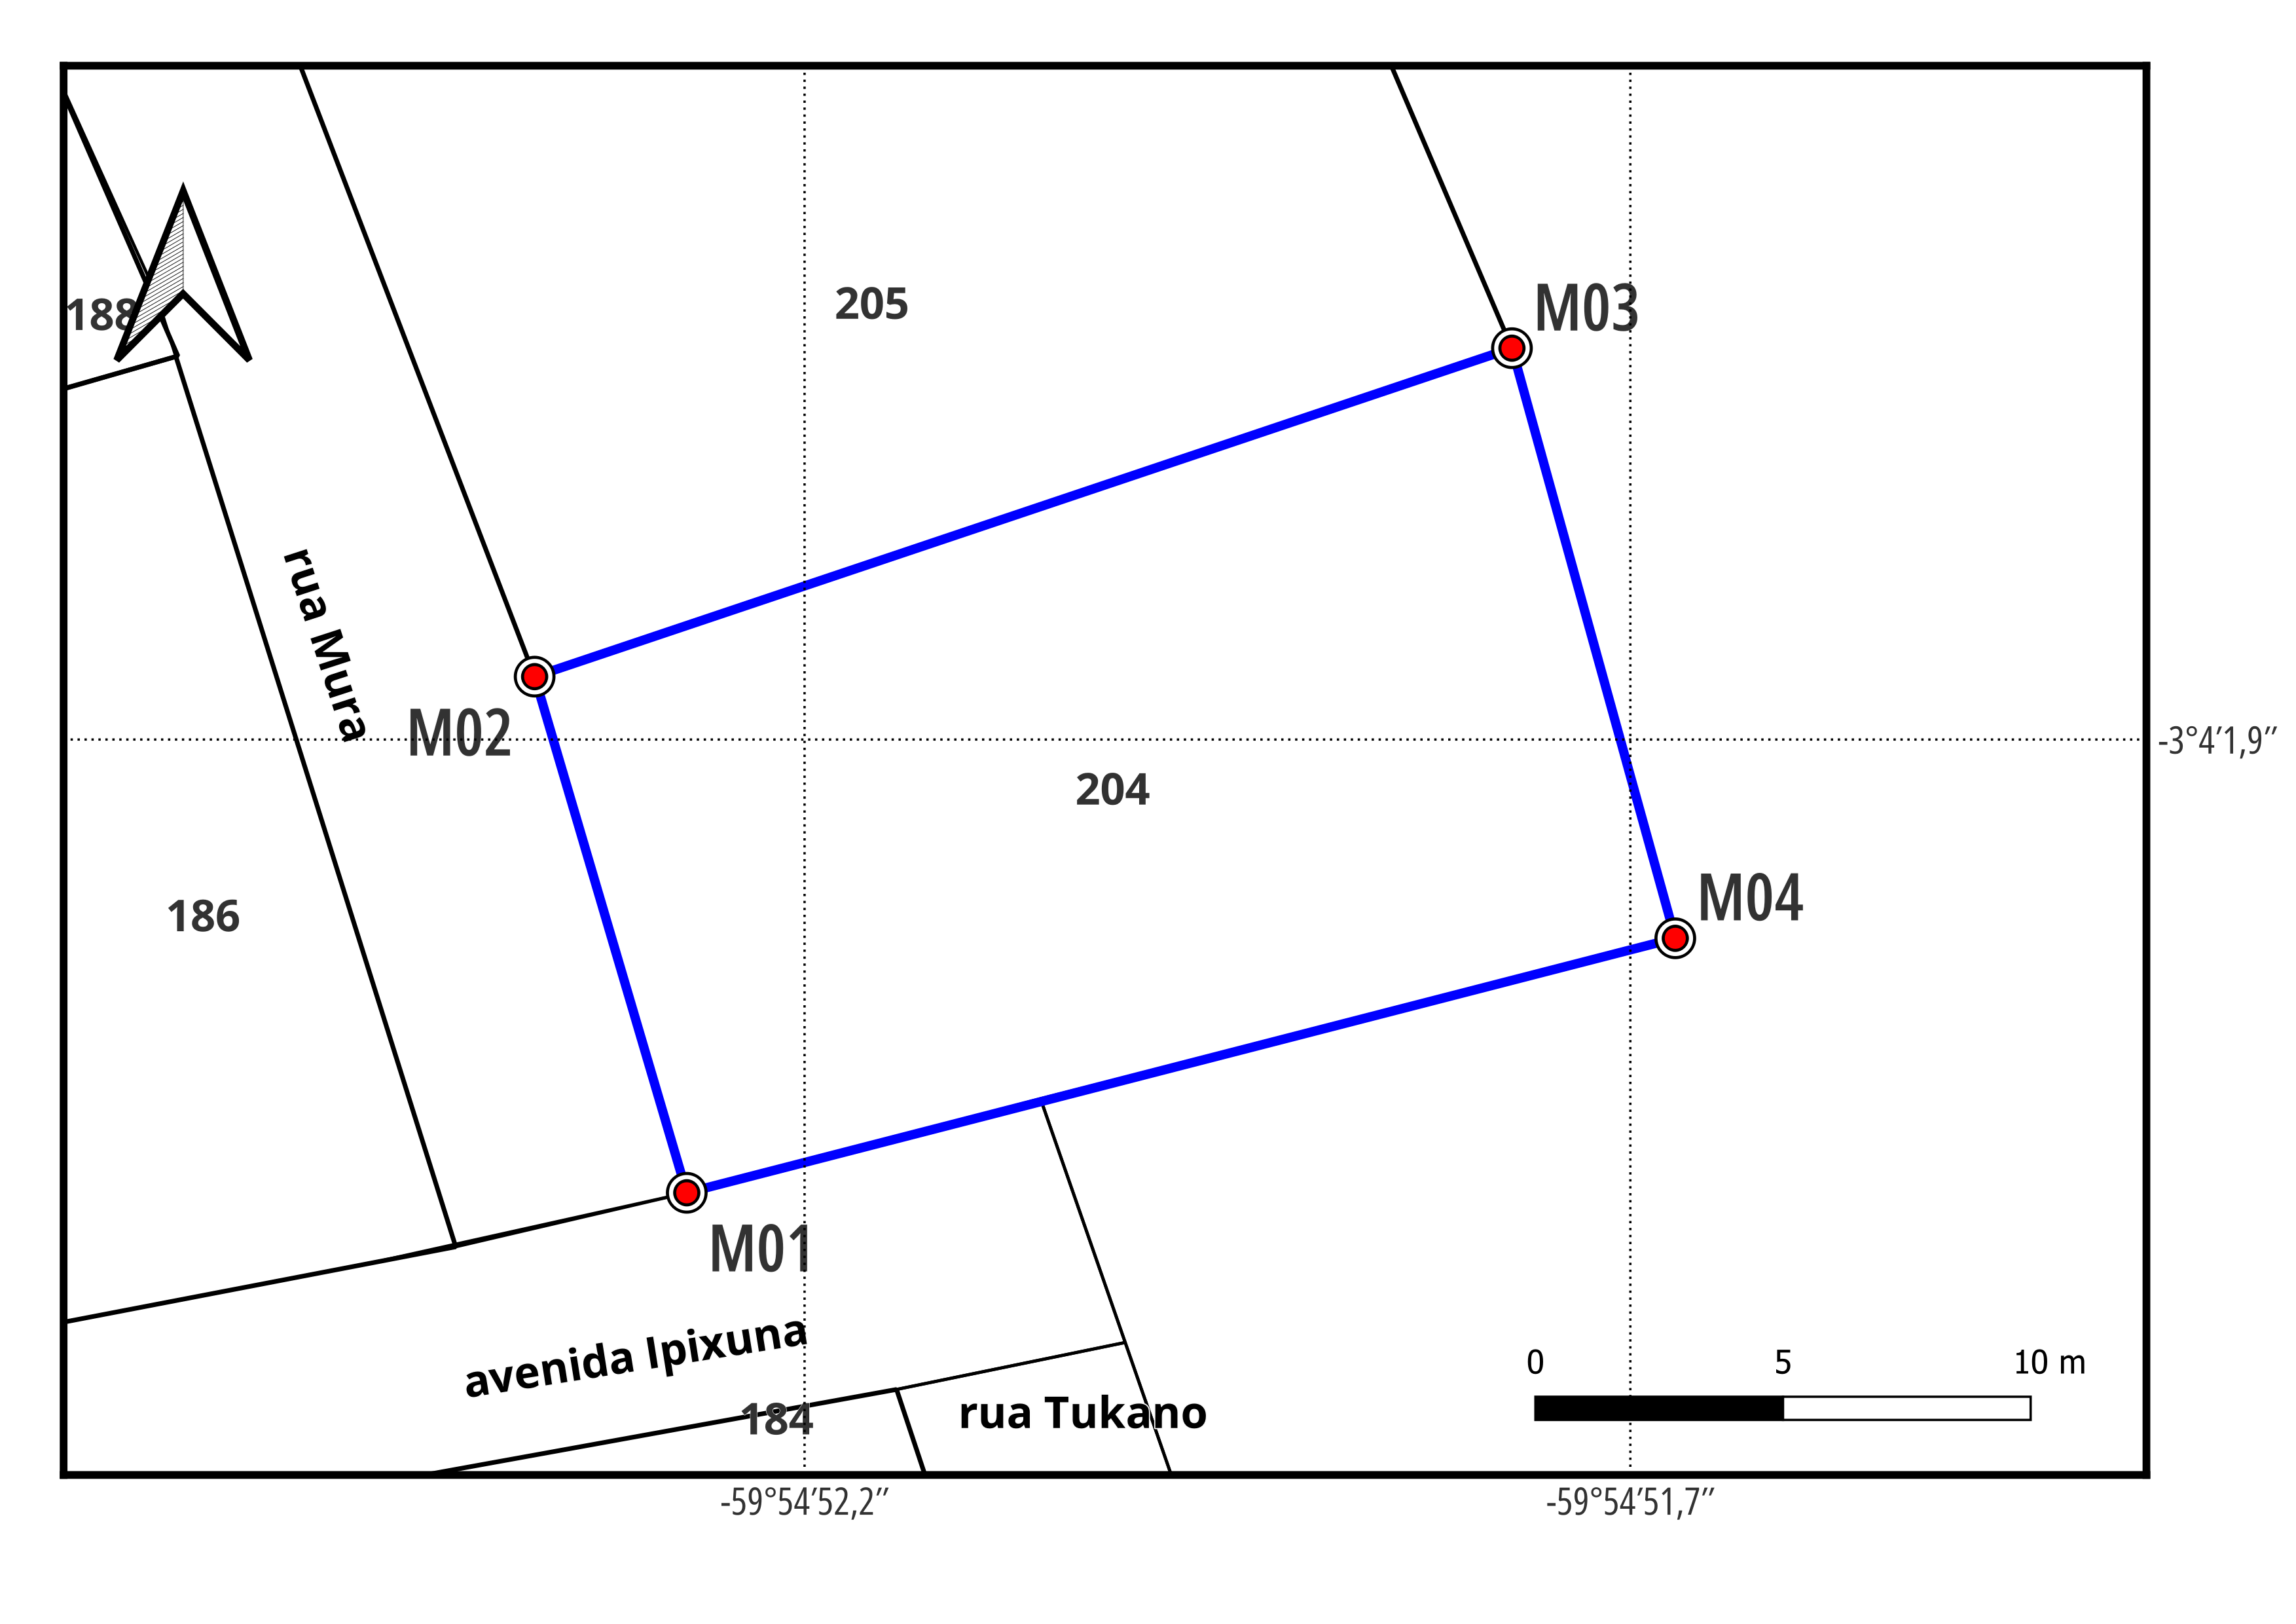 188
205
M03
rua Mura
M02
-3°4′1,9″
204
186
M04
M01
avenida Ipixuna
0 5 10 m
184
rua Tukano
-59°54′52,2″ -59°54′51,7″